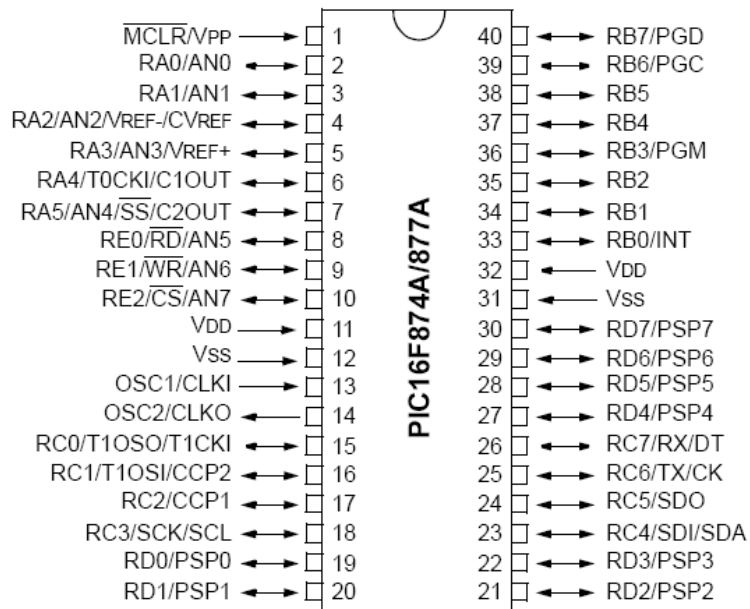 MCLR/VPP 1 40 RB7/PGD
RA0/AN0 2 39 RB6/PGC
RA1/AN1 3 38 RB5
RA2/AN2/VREF-/CVREF 4 37 RB4
RA3/AN3/VREF+ 5 36 RB3/PGM
RA4/T0CKI/C1OUT 6 35 RB2
RA5/AN4/SS/C2OUT 7 34 RB1
RE0/RD/AN5 8 33 RB0/INT
RE1/WR/AN6 9 32 VDD
RE2/CS/AN7 10 31 VSS
VDD 11 30 RD7/PSP7
VSS 12 29 RD6/PSP6
OSC1/CLKI 13 28 RD5/PSP5
OSC2/CLKO 14 27 RD4/PSP4
RC0/T1OSO/T1CKI 15 26 RC7/RX/DT
RC1/T1OSI/CCP2 16 25 RC6/TX/CK
RC2/CCP1 17 24 RC5/SDO
RC3/SCK/SCL 18 23 RC4/SDI/SDA
RD0/PSP0 19 22 RD3/PSP3
RD1/PSP1 20 21 RD2/PSP2
PIC16F874A/877A